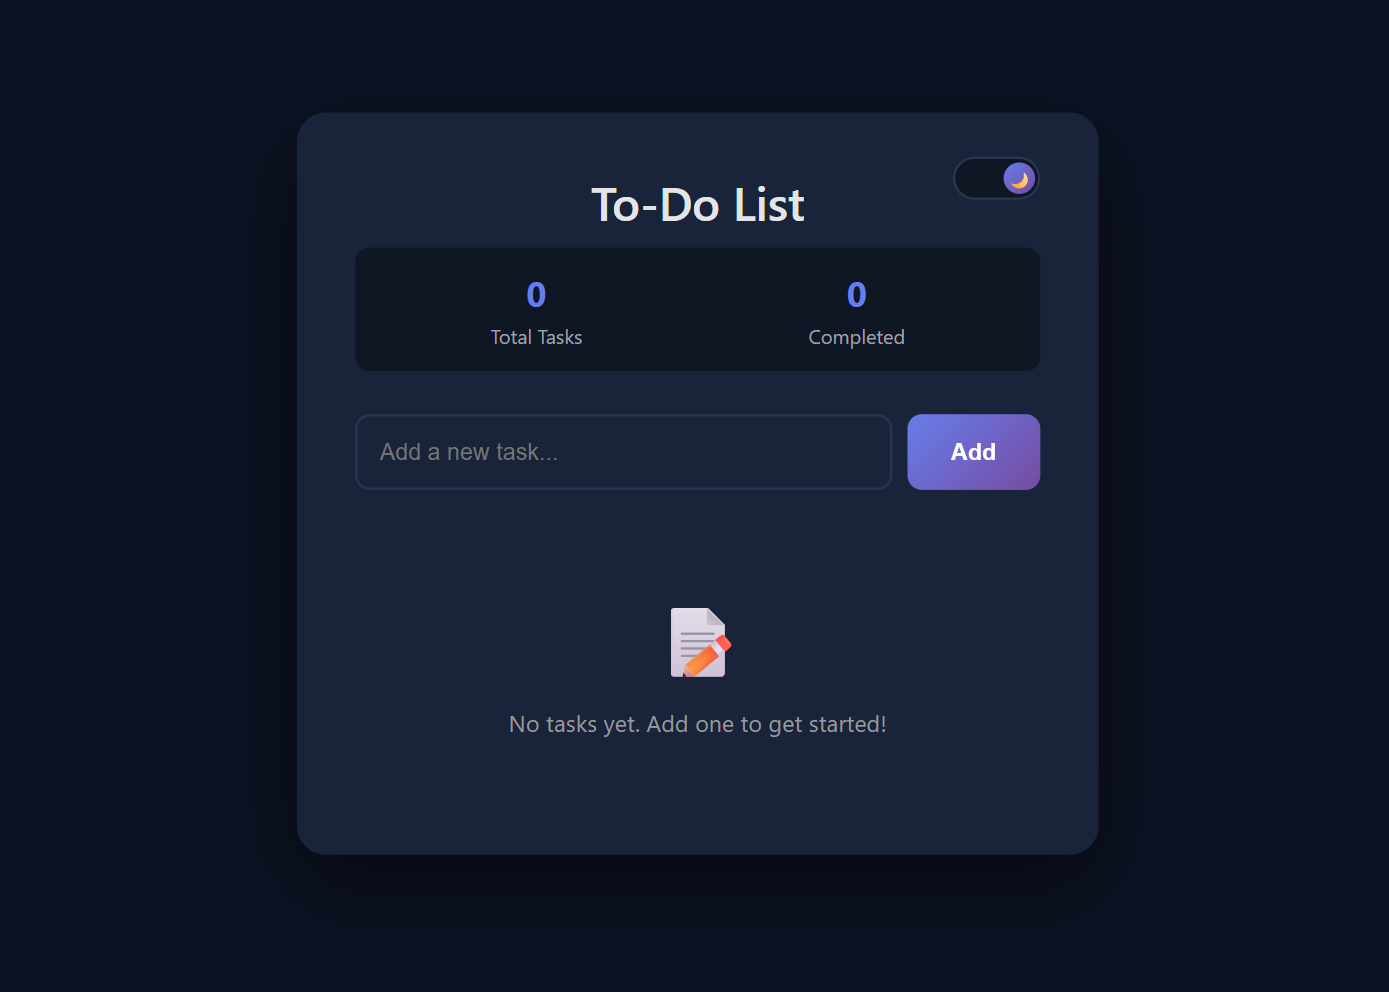 To-Do List
0
Total Tasks
0
Completed
Add a new task...
Add
No tasks yet. Add one to get started!